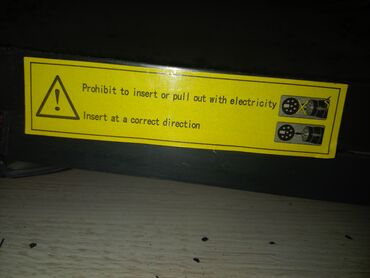 Prohibit to insert or pull out with electricity
Insert at a correct direction